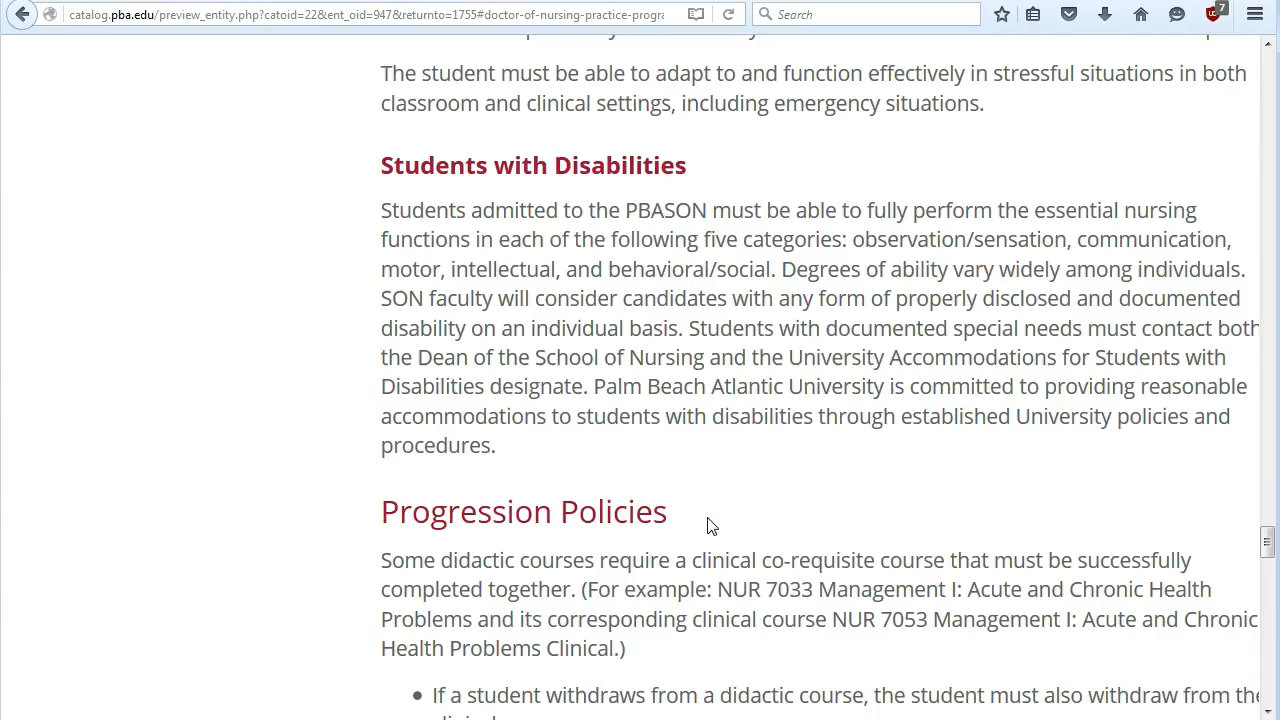 catalog.pba.edu/preview_entity.php?catoid=22&ent_oid=947&returnto=1755#doctor-of-nursing-practice-progra
Search
7
The student must be able to adapt to and function effectively in stressful situations in both
classroom and clinical settings, including emergency situations.
Students with Disabilities
Students admitted to the PBASON must be able to fully perform the essential nursing
functions in each of the following five categories: observation/sensation, communication,
motor, intellectual, and behavioral/social. Degrees of ability vary widely among individuals.
SON faculty will consider candidates with any form of properly disclosed and documented
disability on an individual basis. Students with documented special needs must contact both
the Dean of the School of Nursing and the University Accommodations for Students with
Disabilities designate. Palm Beach Atlantic University is committed to providing reasonable
accommodations to students with disabilities through established University policies and
procedures.
Progression Policies
Some didactic courses require a clinical co-requisite course that must be successfully
completed together. (For example: NUR 7033 Management I: Acute and Chronic Health
Problems and its corresponding clinical course NUR 7053 Management I: Acute and Chronic
Health Problems Clinical.)
• If a student withdraws from a didactic course, the student must also withdraw from the